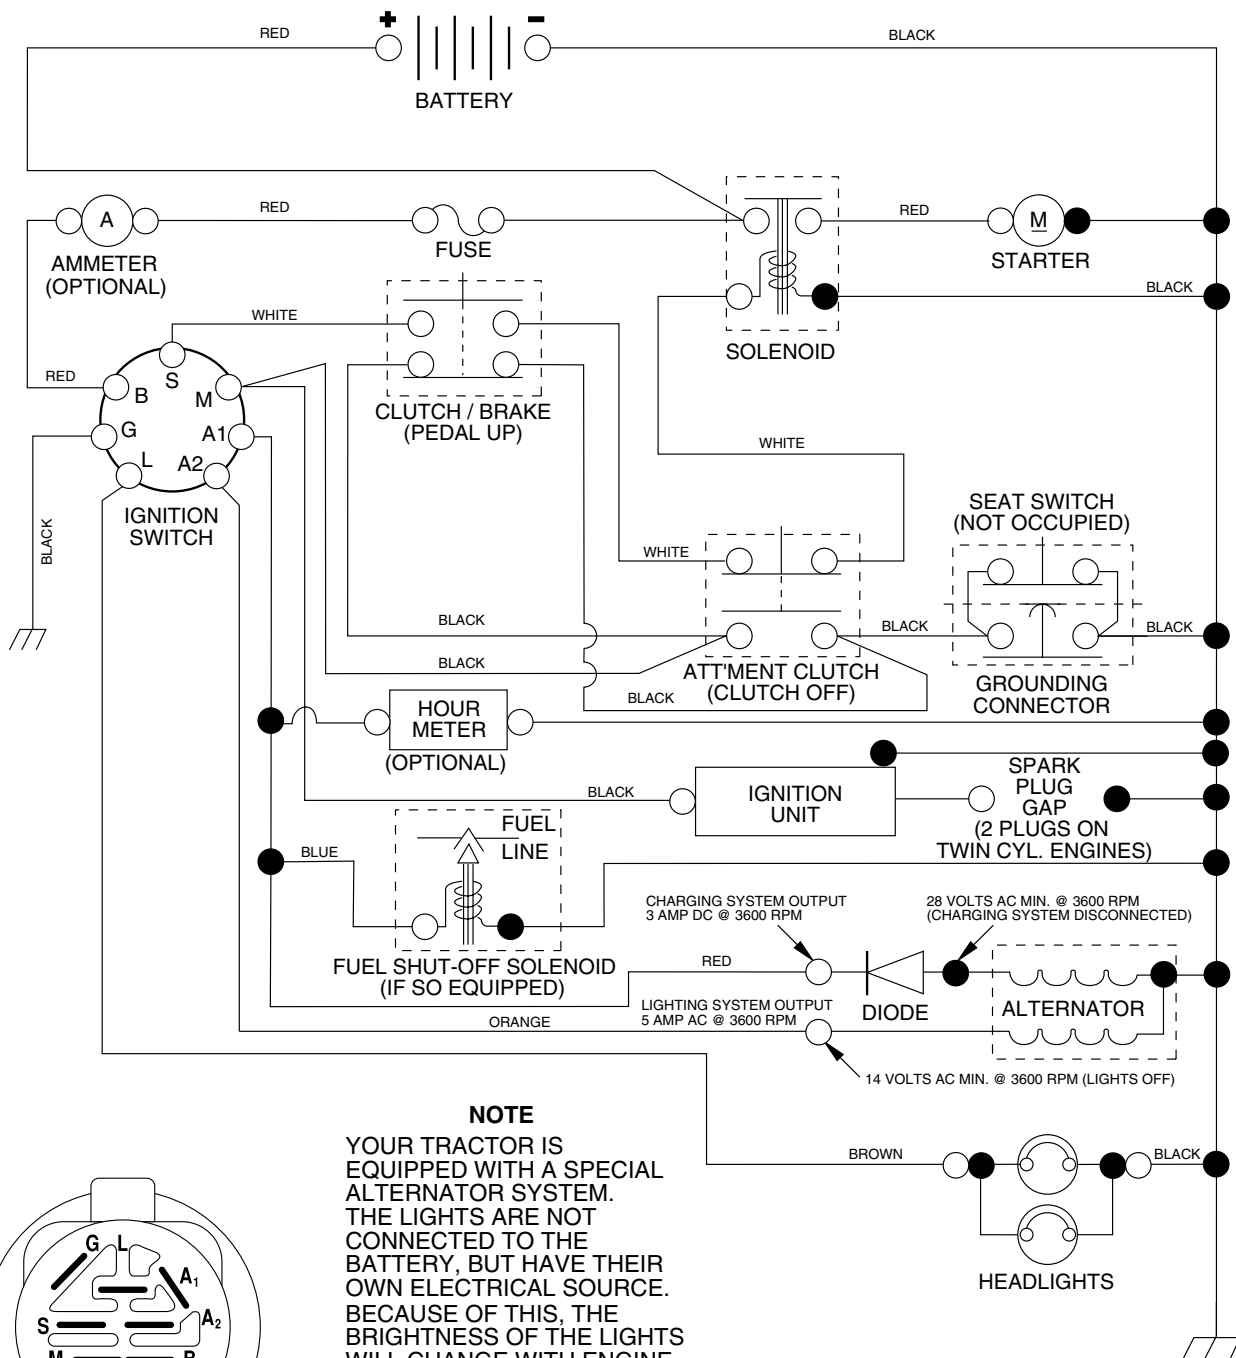 RED
+
−
BLACK
BATTERY
A
RED
FUSE
AMMETER
(OPTIONAL)
RED
M
STARTER
BLACK
SOLENOID
WHITE
RED
S
B
M
G
A1
L
A2
IGNITION
SWITCH
BLACK
CLUTCH / BRAKE
(PEDAL UP)
WHITE
WHITE
SEAT SWITCH
(NOT OCCUPIED)
BLACK
BLACK
BLACK
BLACK
ATT'MENT CLUTCH
(CLUTCH OFF)
GROUNDING
CONNECTOR
BLACK
HOUR
METER
(OPTIONAL)
BLACK
IGNITION
UNIT
SPARK
PLUG
GAP
(2 PLUGS ON
TWIN CYL. ENGINES)
FUEL
LINE
BLUE
FUEL SHUT-OFF SOLENOID
(IF SO EQUIPPED)
CHARGING SYSTEM OUTPUT
3 AMP DC @ 3600 RPM
28 VOLTS AC MIN. @ 3600 RPM
(CHARGING SYSTEM DISCONNECTED)
RED
DIODE
ALTERNATOR
LIGHTING SYSTEM OUTPUT
5 AMP AC @ 3600 RPM
ORANGE
14 VOLTS AC MIN. @ 3600 RPM (LIGHTS OFF)
BROWN
BLACK
HEADLIGHTS
NOTE
YOUR TRACTOR IS
EQUIPPED WITH A SPECIAL
ALTERNATOR SYSTEM.
THE LIGHTS ARE NOT
CONNECTED TO THE
BATTERY, BUT HAVE THEIR
OWN ELECTRICAL SOURCE.
BECAUSE OF THIS, THE
BRIGHTNESS OF THE LIGHTS
WILL CHANGE WITH ENGINE
G
L
A1
A2
S
M
B